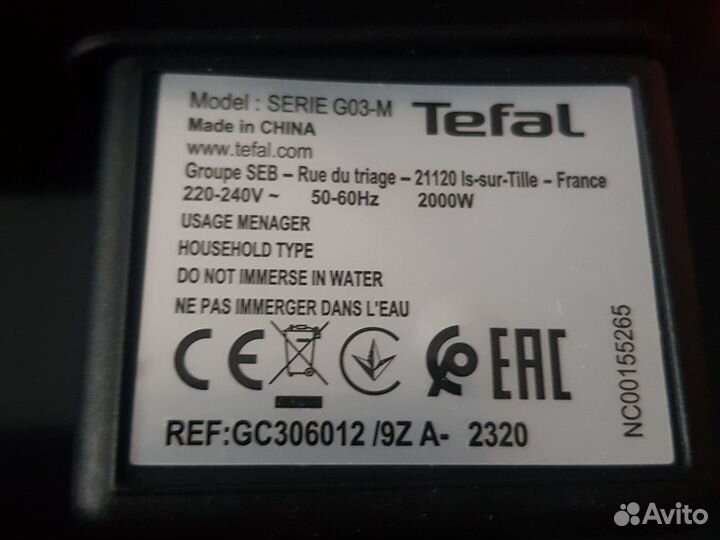 Model : SERIE G03-M
Tefal
Made in CHINA
www.tefal.com
Groupe SEB – Rue du triage – 21120 Is-sur-Tille – France
220-240V ~ 50-60Hz 2000W
USAGE MENAGER
HOUSEHOLD TYPE
DO NOT IMMERSE IN WATER
NE PAS IMMERGER DANS L'EAU
CE
EAC
REF:GC306012 /9Z A- 2320
NC00155265
Avito